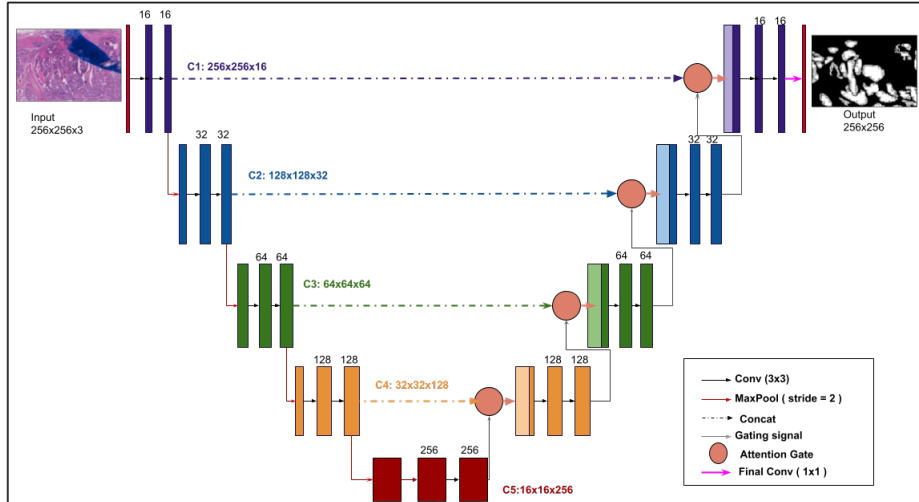 16 16
C1: 256x256x16
16 16
Input
256x256x3
Output
256x256
32 32
C2: 128x128x32
32 32
64 64
C3: 64x64x64
64 64
128 128
C4: 32x32x128
128 128
256 256
C5:16x16x256
Conv (3x3)
MaxPool ( stride = 2 )
Concat
Gating signal
Attention Gate
Final Conv ( 1x1 )